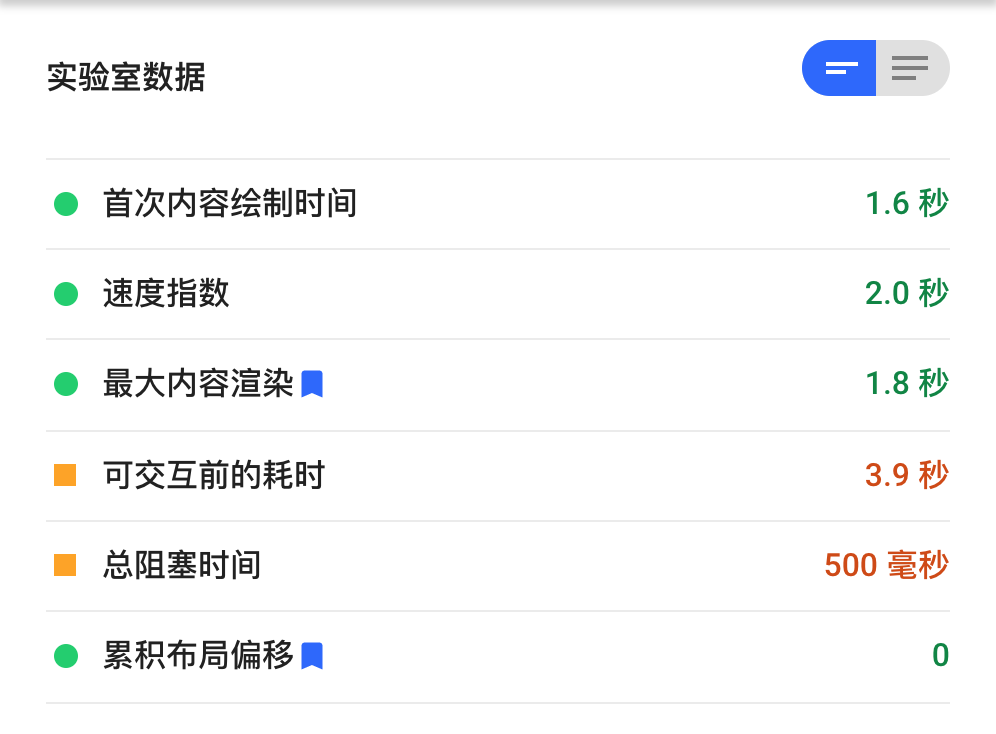 实验室数据
首次内容绘制时间 1.6 秒
速度指数 2.0 秒
最大内容渲染 1.8 秒
可交互前的耗时 3.9 秒
总阻塞时间 500 毫秒
累积布局偏移 0